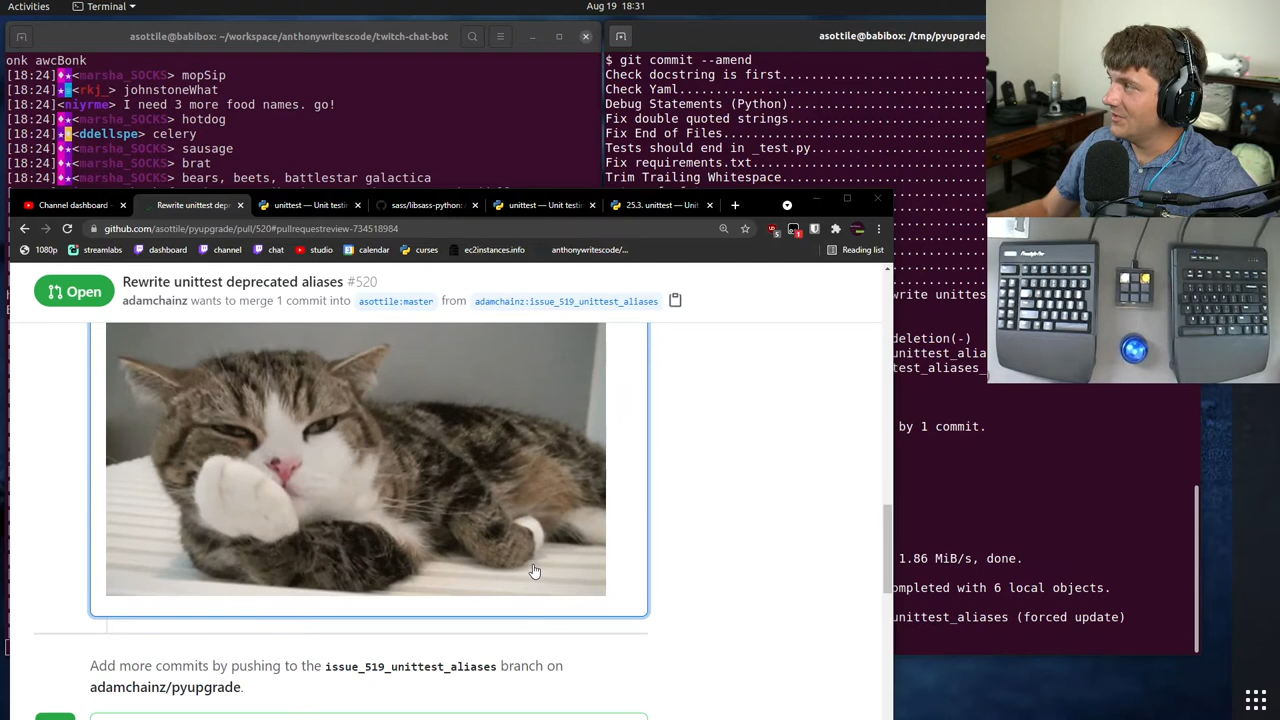 Activities
Terminal
Aug 19 18:31
asottile@babibox: ~/workspace/anthonywritescode/twitch-chat-bot
onk awcBonk
[18:24] <marsha_SOCKS> mopSip
[18:24] <rkj_> johnstoneWhat
[18:24] <niyrme> I need 3 more food names. go!
[18:24] <marsha_SOCKS> hotdog
[18:24] <ddellspe> celery
[18:24] <marsha_SOCKS> sausage
[18:24] <marsha_SOCKS> brat
[18:24] <marsha_SOCKS> bears, beets, battlestar galactica
asottile@babibox: /tmp/pyupgrade
$ git commit --amend
Check docstring is first.......................
Check Yaml.....................................
Debug Statements (Python)......................
Fix double quoted strings......................
Fix End of Files...............................
Tests should end in _test.py...................
Fix requirements.txt...........................
Trim Trailing Whitespace.......................
write unittes
deletion(-)
unittest_alia
test_aliases_
by 1 commit.
1.86 MiB/s, done.
ompleted with 6 local objects.
unittest_aliases (forced update)
Channel dashboard -
Rewrite unittest depr
unittest — Unit testin
sass/libsass-python:
unittest — Unit testin
25.3. unittest — Unit
github.com/asottile/pyupgrade/pull/520#pullrequestreview-734518984
1080p
streamlabs
dashboard
channel
chat
studio
calendar
curses
ec2instances.info
anthonywritescode/...
Reading list
Open
Rewrite unittest deprecated aliases #520
adamchainz wants to merge 1 commit into asottile:master from adamchainz:issue_519_unittest_aliases
Add more commits by pushing to the issue_519_unittest_aliases branch on
adamchainz/pyupgrade.